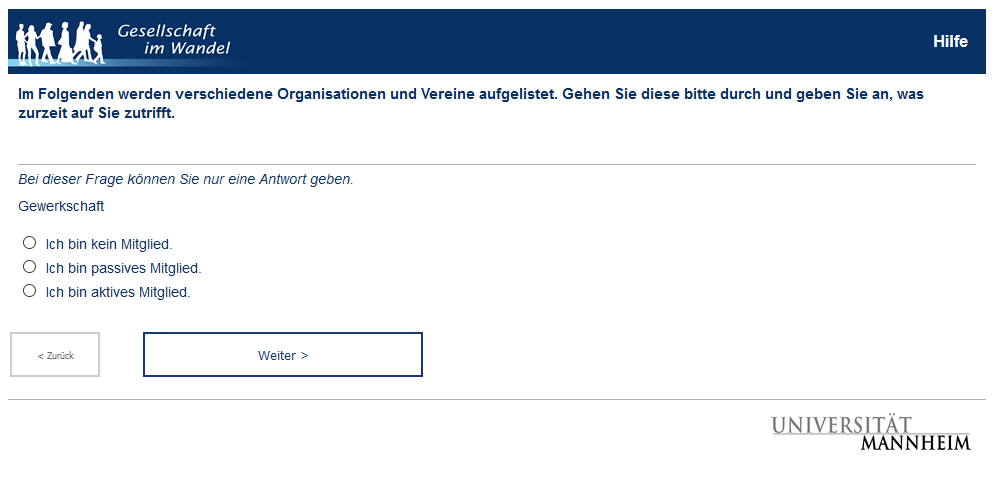 Gesellschaft
im Wandel
Hilfe
Im Folgenden werden verschiedene Organisationen und Vereine aufgelistet. Gehen Sie diese bitte durch und geben Sie an, was
zurzeit auf Sie zutrifft.
Bei dieser Frage können Sie nur eine Antwort geben.
Gewerkschaft
Ich bin kein Mitglied.
Ich bin passives Mitglied.
Ich bin aktives Mitglied.
< Zurück
Weiter >
UNIVERSITÄT
MANNHEIM